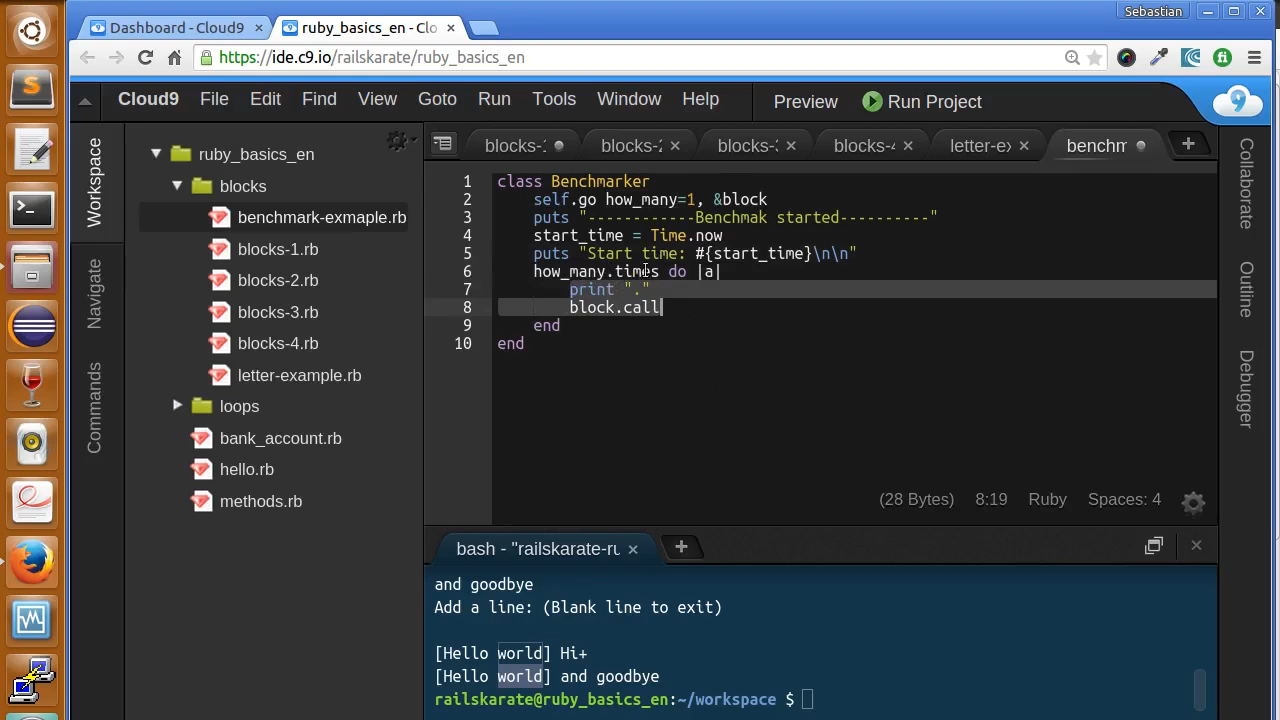 Sebastian
Dashboard - Cloud9
ruby_basics_en - Clo
https://ide.c9.io/railskarate/ruby_basics_en
Cloud9 File Edit Find View Goto Run Tools Window Help Preview Run Project
Workspace
Navigate
Commands
ruby_basics_en
blocks
benchmark-exmaple.rb
blocks-1.rb
blocks-2.rb
blocks-3.rb
blocks-4.rb
letter-example.rb
loops
bank_account.rb
hello.rb
methods.rb
blocks-1 blocks-2 blocks-3 blocks-4 letter-ex benchm
1 class Benchmarker
2 self.go how_many=1, &block
3 puts "------------Benchmak started----------"
4 start_time = Time.now
5 puts "Start time: #{start_time}\n\n"
6 how_many.times do |a|
7 print "."
8 block.call
9 end
10 end
(28 Bytes) 8:19 Ruby Spaces: 4
Collaborate
Outline
Debugger
bash - "railskarate-ru
and goodbye
Add a line: (Blank line to exit)
[Hello world] Hi+
[Hello world] and goodbye
railskarate@ruby_basics_en:~/workspace $